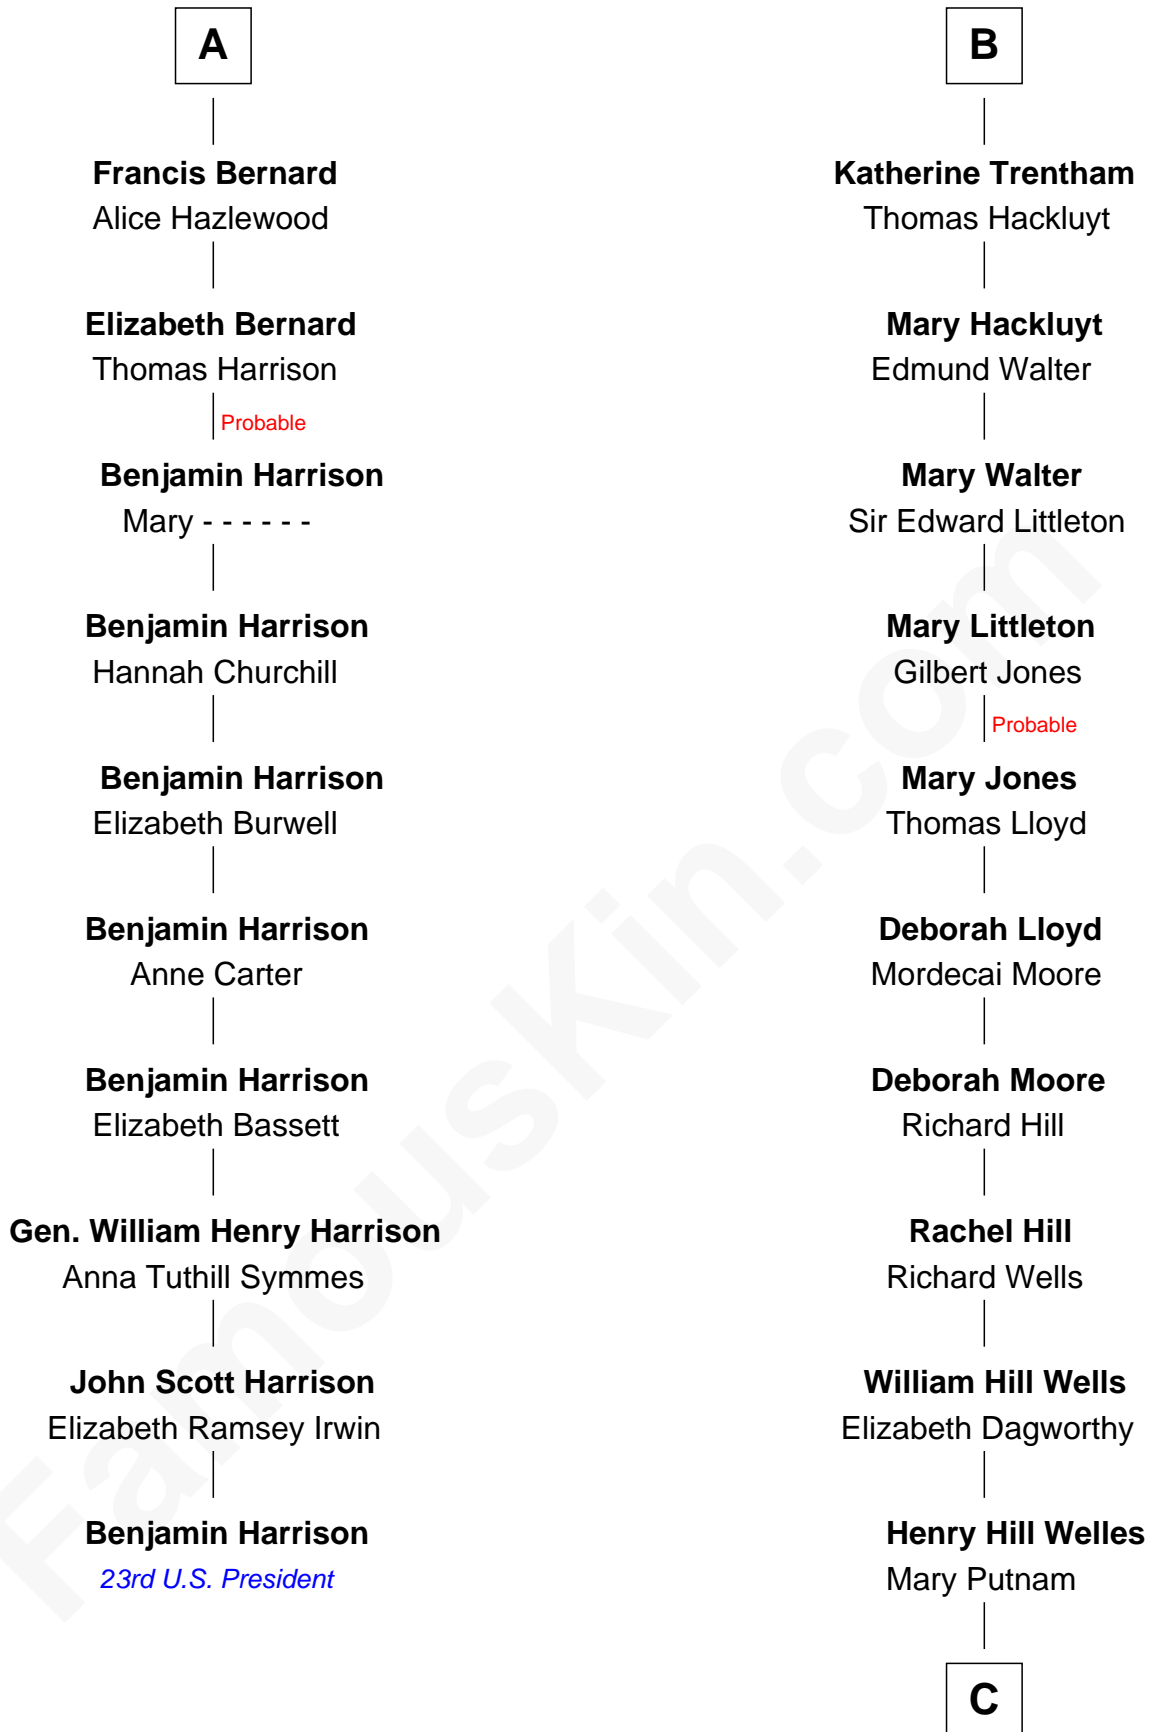 A
Francis Bernard
Alice Hazlewood
Elizabeth Bernard
Thomas Harrison
Probable
Benjamin Harrison
Mary - - - - - -
Benjamin Harrison
Hannah Churchill
Benjamin Harrison
Elizabeth Burwell
Benjamin Harrison
Anne Carter
Benjamin Harrison
Elizabeth Bassett
Gen. William Henry Harrison
Anna Tuthill Symmes
John Scott Harrison
Elizabeth Ramsey Irwin
Benjamin Harrison
23rd U.S. President
B
Katherine Trentham
Thomas Hackluyt
Mary Hackluyt
Edmund Walter
Mary Walter
Sir Edward Littleton
Mary Littleton
Gilbert Jones
Probable
Mary Jones
Thomas Lloyd
Deborah Lloyd
Mordecai Moore
Deborah Moore
Richard Hill
Rachel Hill
Richard Wells
William Hill Wells
Elizabeth Dagworthy
Henry Hill Welles
Mary Putnam
C
FamousKin.com